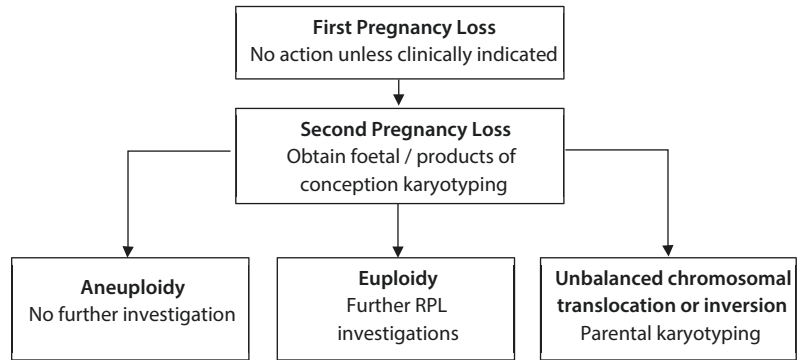 First Pregnancy Loss
No action unless clinically indicated
Second Pregnancy Loss
Obtain foetal / products of
conception karyotyping
Aneuploidy
No further investigation
Euploidy
Further RPL
investigations
Unbalanced chromosomal
translocation or inversion
Parental karyotyping